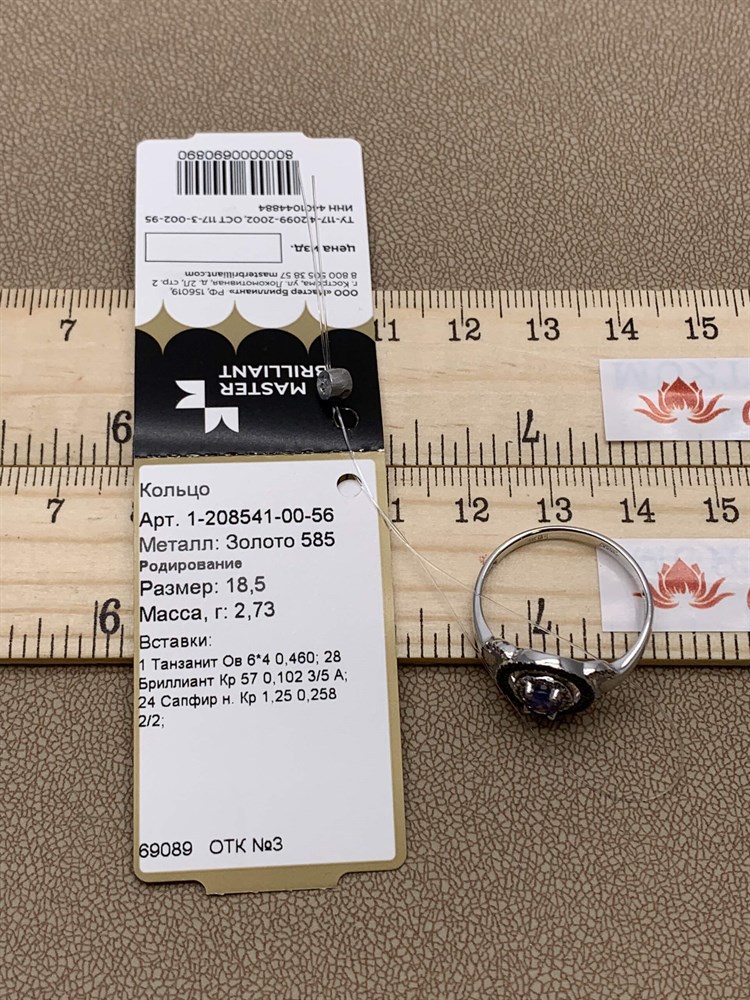 8000000690890
ТУ-117-4-2099-2002, ОСТ 117-3-002-95
цена изд.
ООО «Мастер Бриллиант» РФ, 156019,
г. Кострома, ул. Локомотивная, д. 2Л, стр. 2
8 800 505 38 57 masterbrilliant.com
MASTER
BRILLIANT
Кольцо
Арт. 1-208541-00-56
Металл: Золото 585
Родирование
Размер: 18,5
Масса, г: 2,73
Вставки:
1 Танзанит Ов 6*4 0,460; 28
Бриллиант Кр 57 0,102 3/5 А;
24 Сапфир н. Кр 1,25 0,258
2/2;
69089 ОТК №3
7 11 12 13 14 15
6
7 12 13 14 15
6